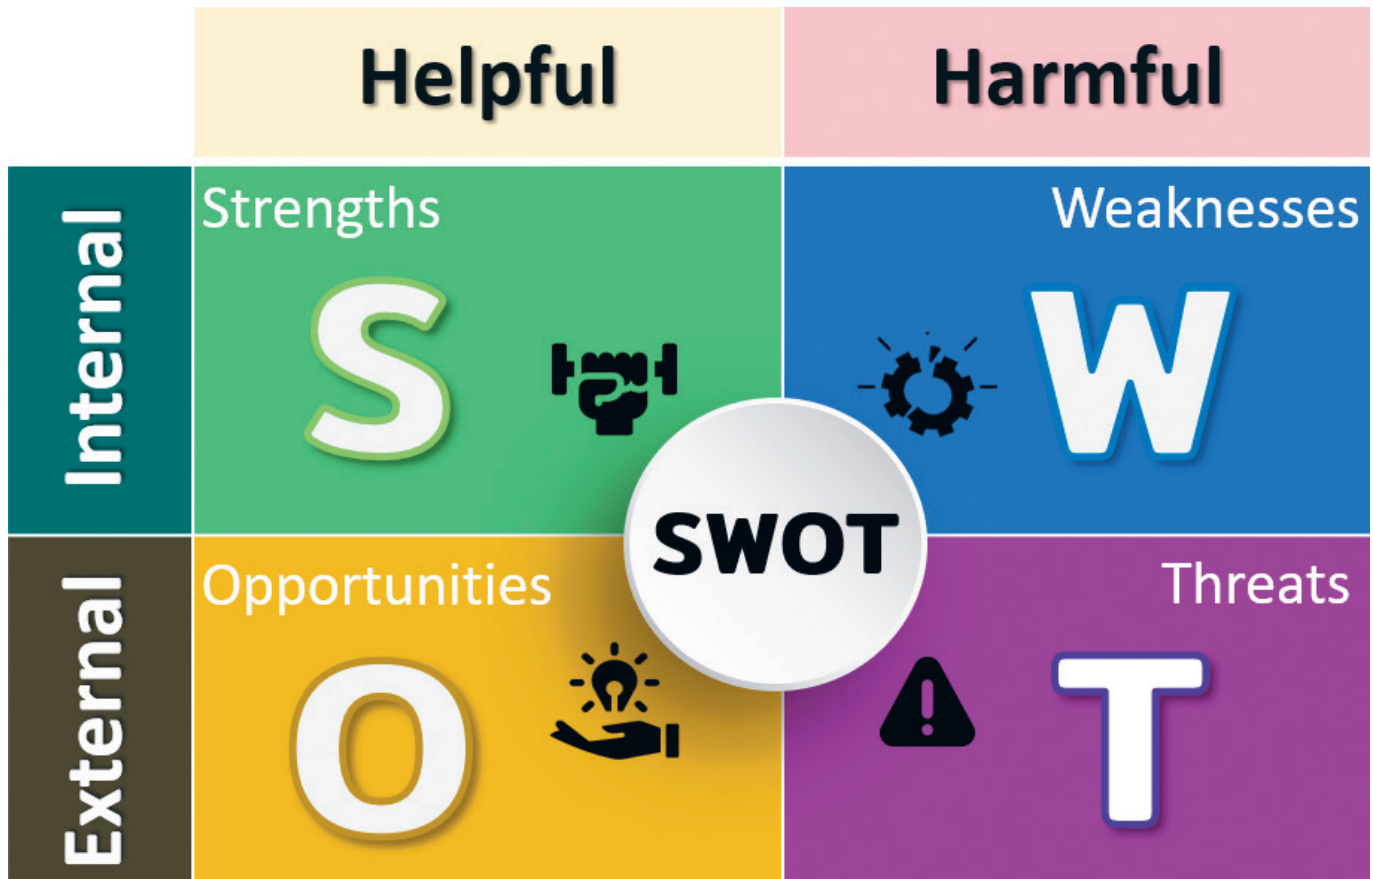 Helpful
Harmful
Internal
Strengths
S
Weaknesses
W
SWOT
External
Opportunities
O
Threats
T